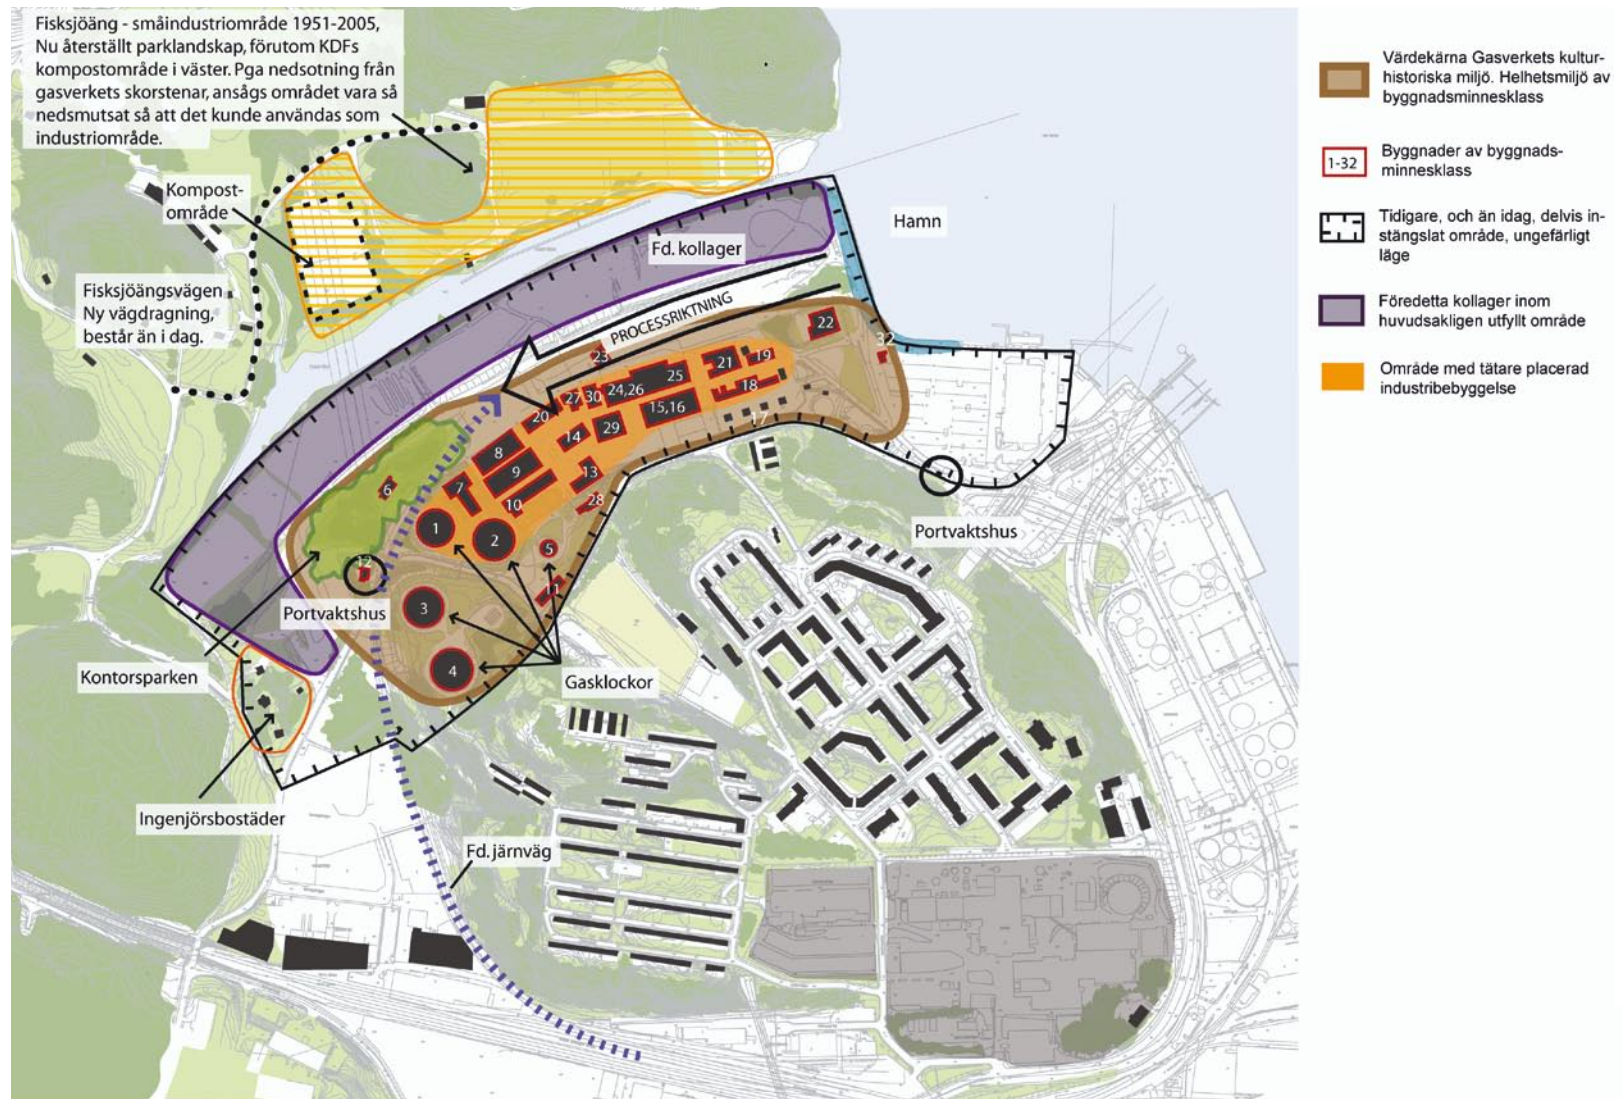 Fisksjöäng - småindustriområde 1951-2005,
Nu återställt parklandskap, förutom KDFs
kompostområde i väster. Pga nedsotning från
gasverkets skorstenar, ansågs området vara så
nedsmutsat så att det kunde användas som
industriområde.
Kompost-
område
Fisksjöängsvägen
Ny vägdragning,
består än i dag.
Hamn
Fd. kollager
PROCESSRIKTNING
22
32
23
19
21
25
24,26
18
27
30
15,16
17
20
29
14
8
9
13
6
7
10
28
1
2
5
12
11
3
4
Portvaktshus
Portvaktshus
Kontorsparken
Gasklockor
Ingenjörsbostäder
Fd. järnväg
Värdekärna Gasverkets kultur-
historiska miljö. Helhetsmiljö av
byggnadsminnesklass
1-32
Byggnader av byggnads-
minnesklass
Tidigare, och än idag, delvis in-
stängslat område, ungefärligt
läge
Föredetta kollager inom
huvudsakligen utfyllt område
Område med tätare placerad
industribebyggelse